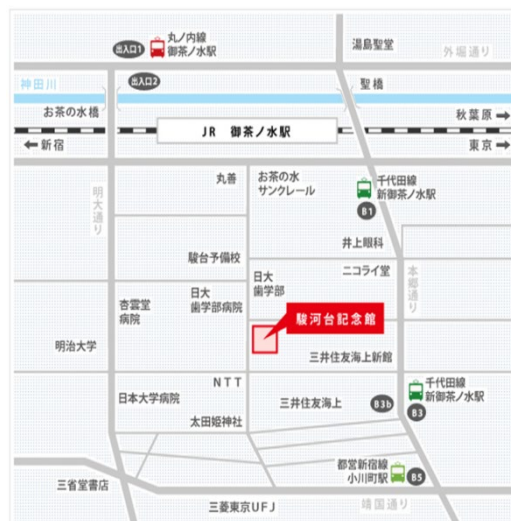 出入口1
丸ノ内線
御茶ノ水駅
湯島聖堂
外堀通り
神田川
出入口2
聖橋
お茶の水橋
秋葉原
JR 御茶ノ水駅
新宿
東京
丸善
お茶の水
サンクレール
千代田線
新御茶ノ水駅
B1
明大通り
井上眼科
駿台予備校
日大
歯学部
ニコライ堂
本郷通り
杏雲堂
病院
日大
歯学部病院
駿河台記念館
明治大学
三井住友海上新館
NTT
千代田線
新御茶ノ水駅
日本大学病院
三井住友海上
B3b
B3
太田姫神社
都営新宿線
小川町駅
B5
三省堂書店
靖国通り
三菱東京UFJ